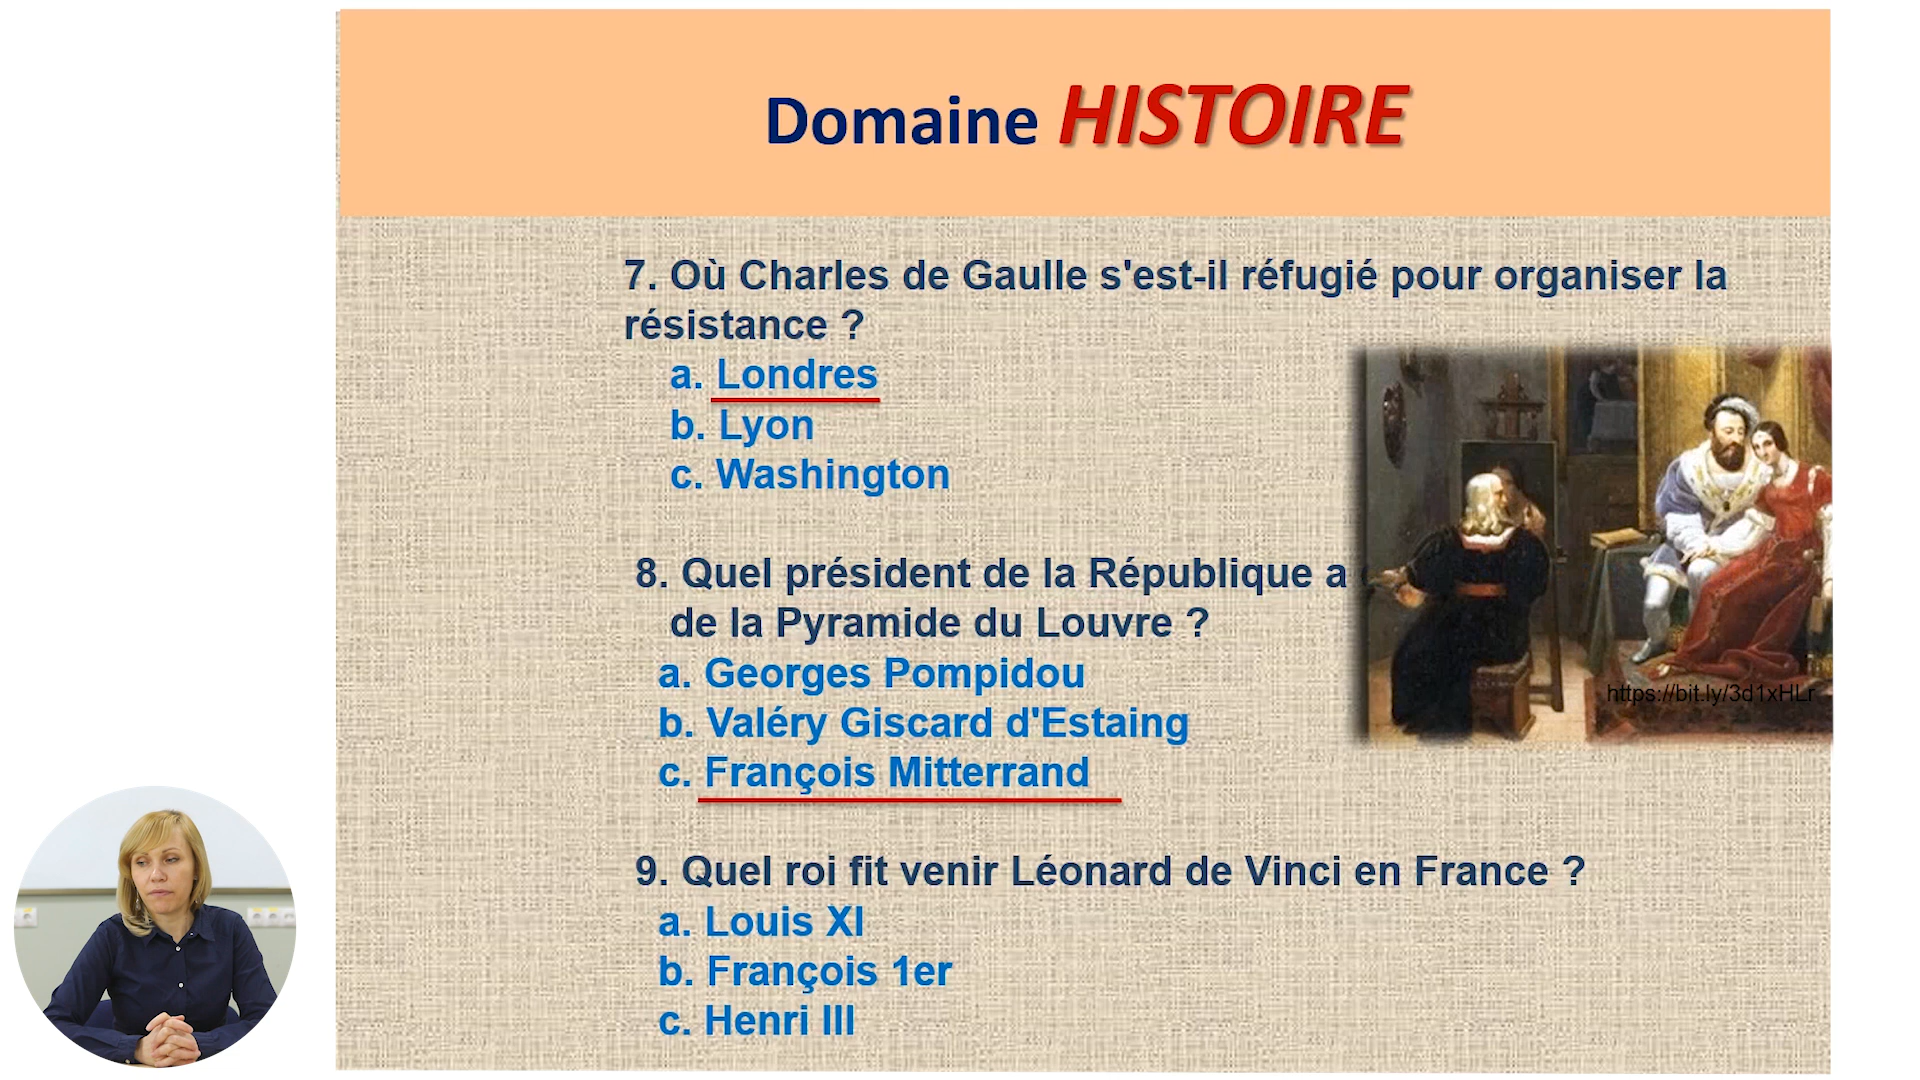 Domaine HISTOIRE
7. Où Charles de Gaulle s'est-il réfugié pour organiser la
résistance ?
a. Londres
b. Lyon
c. Washington
8. Quel président de la République a
de la Pyramide du Louvre ?
a. Georges Pompidou
b. Valéry Giscard d'Estaing
c. François Mitterrand
https://bit.ly/3d1xHLr
9. Quel roi fit venir Léonard de Vinci en France ?
a. Louis XI
b. François 1er
c. Henri III